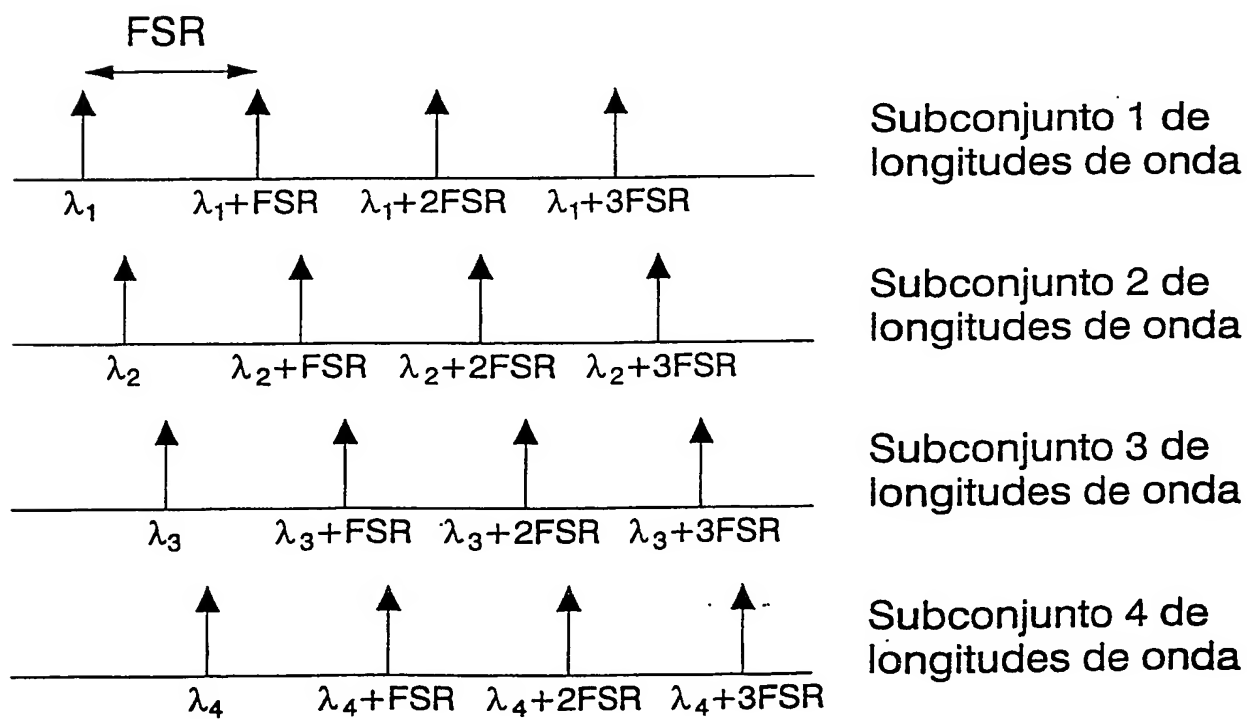 FSR
Subconjunto 1 de
longitudes de onda
λ₁ λ₁+FSR λ₁+2FSR λ₁+3FSR
Subconjunto 2 de
longitudes de onda
λ₂ λ₂+FSR λ₂+2FSR λ₂+3FSR
Subconjunto 3 de
longitudes de onda
λ₃ λ₃+FSR λ₃+2FSR λ₃+3FSR
Subconjunto 4 de
longitudes de onda
λ₄ λ₄+FSR λ₄+2FSR λ₄+3FSR